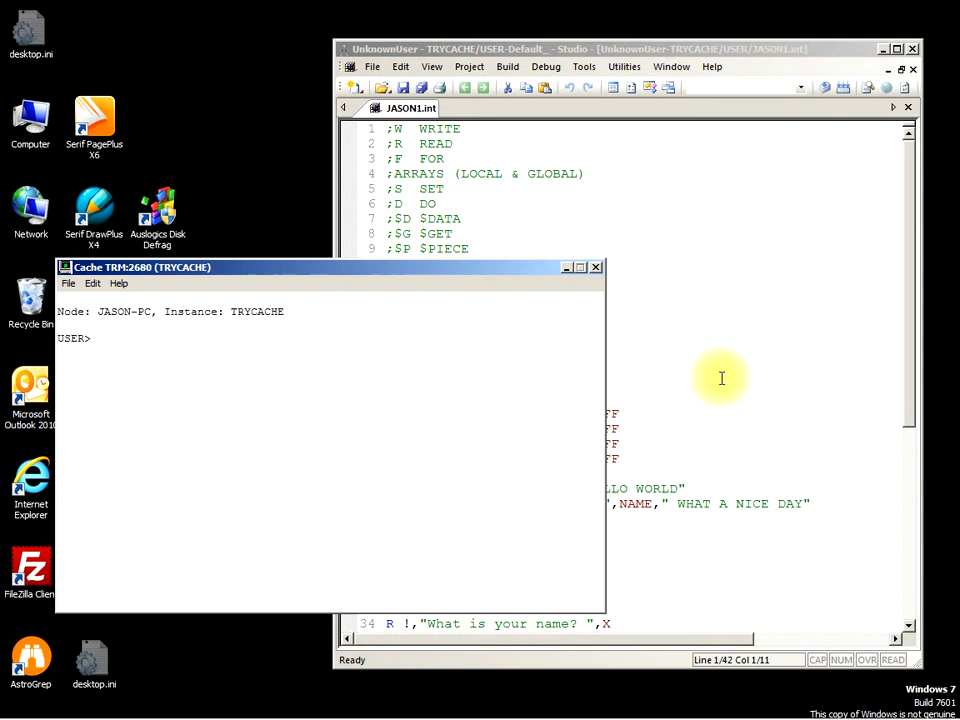 desktop.ini
UnknownUser - TRYCACHE/USER-Default_ - Studio - [UnknownUser-TRYCACHE/USER/JASON1.int]
File Edit View Project Build Debug Tools Utilities Window Help
JASON1.int
1 ;W WRITE
2 ;R READ
3 ;F FOR
4 ;ARRAYS (LOCAL & GLOBAL)
5 ;S SET
6 ;D DO
7 ;$D $DATA
8 ;$G $GET
9 ;$P $PIECE
Computer
Serif PagePlus X6
Network
Serif DrawPlus X4
Auslogics Disk Defrag
Cache TRM:2680 (TRYCACHE)
File Edit Help
Node: JASON-PC, Instance: TRYCACHE
USER>
Recycle Bin
Microsoft Outlook 2010
FF
FF
FF
FF
LLO WORLD"
",NAME," WHAT A NICE DAY"
Internet Explorer
FileZilla Client
34 R !,"What is your name? ",X
AstroGrep
desktop.ini
Ready
Line 1/42 Col 1/11
CAP NUM OVR READ
Windows 7
Build 7601
This copy of Windows is not genuine